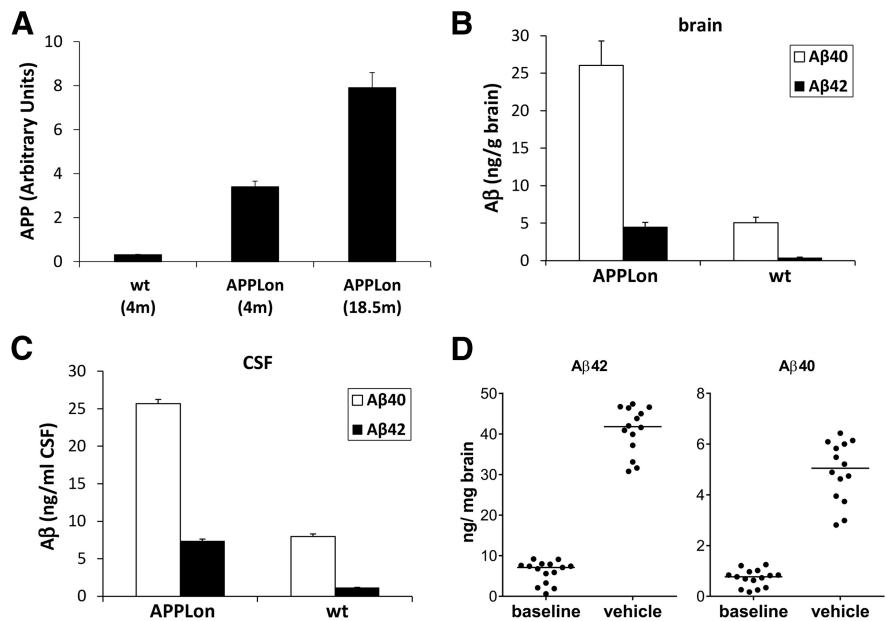 A
APP (Arbitrary Units)
10
8
6
4
2
0
wt
(4m)
APPLon
(4m)
APPLon
(18.5m)
B
brain
Aβ (ng/g brain)
30
25
20
15
10
5
0
Aβ40
Aβ42
APPLon
wt
C
CSF
Aβ (ng/ml CSF)
30
25
20
15
10
5
0
Aβ40
Aβ42
APPLon
wt
D
Aβ42
ng/ mg brain
50
40
30
20
10
0
baseline
vehicle
Aβ40
8
6
4
2
0
baseline
vehicle